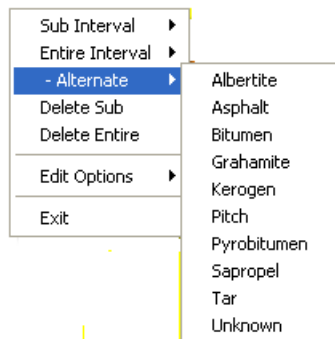 Sub Interval
Entire Interval
- Alternate
Delete Sub
Delete Entire
Edit Options
Exit
Albertite
Asphalt
Bitumen
Grahamite
Kerogen
Pitch
Pyrobitumen
Sapropel
Tar
Unknown